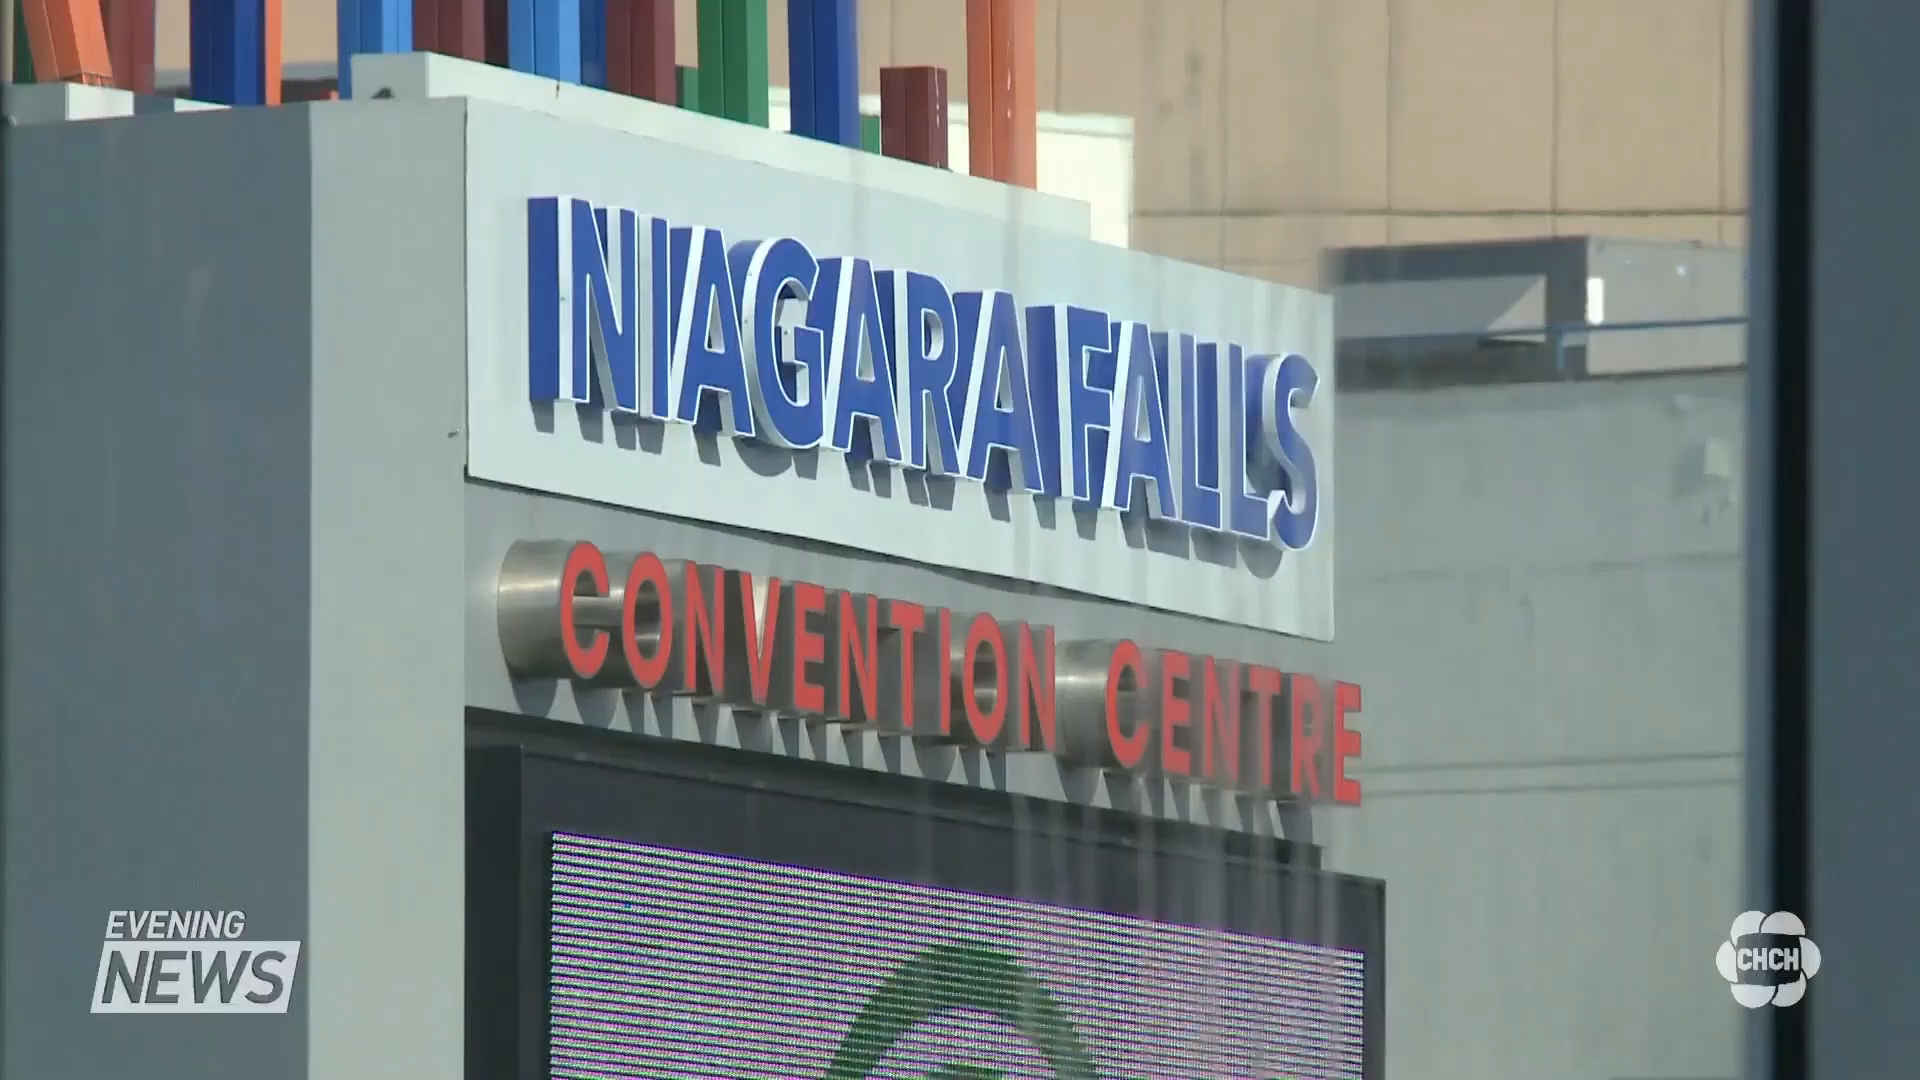 NIAGARA FALLS
CONVENTION CENTRE
EVENING
NEWS
CHCH